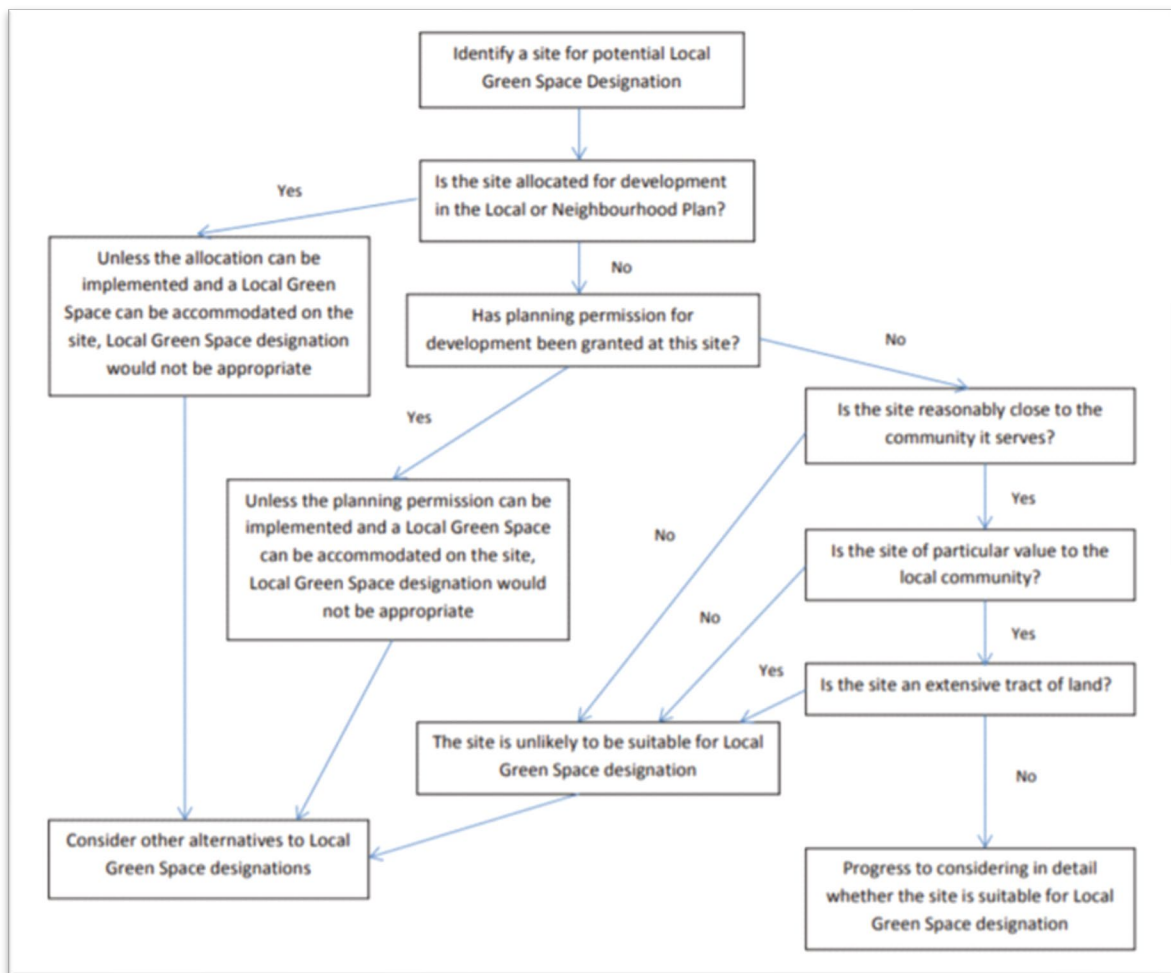 Identify a site for potential Local
Green Space Designation
Is the site allocated for development
in the Local or Neighbourhood Plan?
Yes
Unless the allocation can be
implemented and a Local Green
Space can be accommodated on the
site, Local Green Space designation
would not be appropriate
No
Has planning permission for
development been granted at this site?
No
Is the site reasonably close to the
community it serves?
Yes
Unless the planning permission can be
implemented and a Local Green Space
can be accommodated on the site,
Local Green Space designation would
not be appropriate
Yes
No
Is the site of particular value to the
local community?
No
Yes
Is the site an extensive tract of land?
Yes
The site is unlikely to be suitable for Local
Green Space designation
No
Consider other alternatives to Local
Green Space designations
Progress to considering in detail
whether the site is suitable for Local
Green Space designation